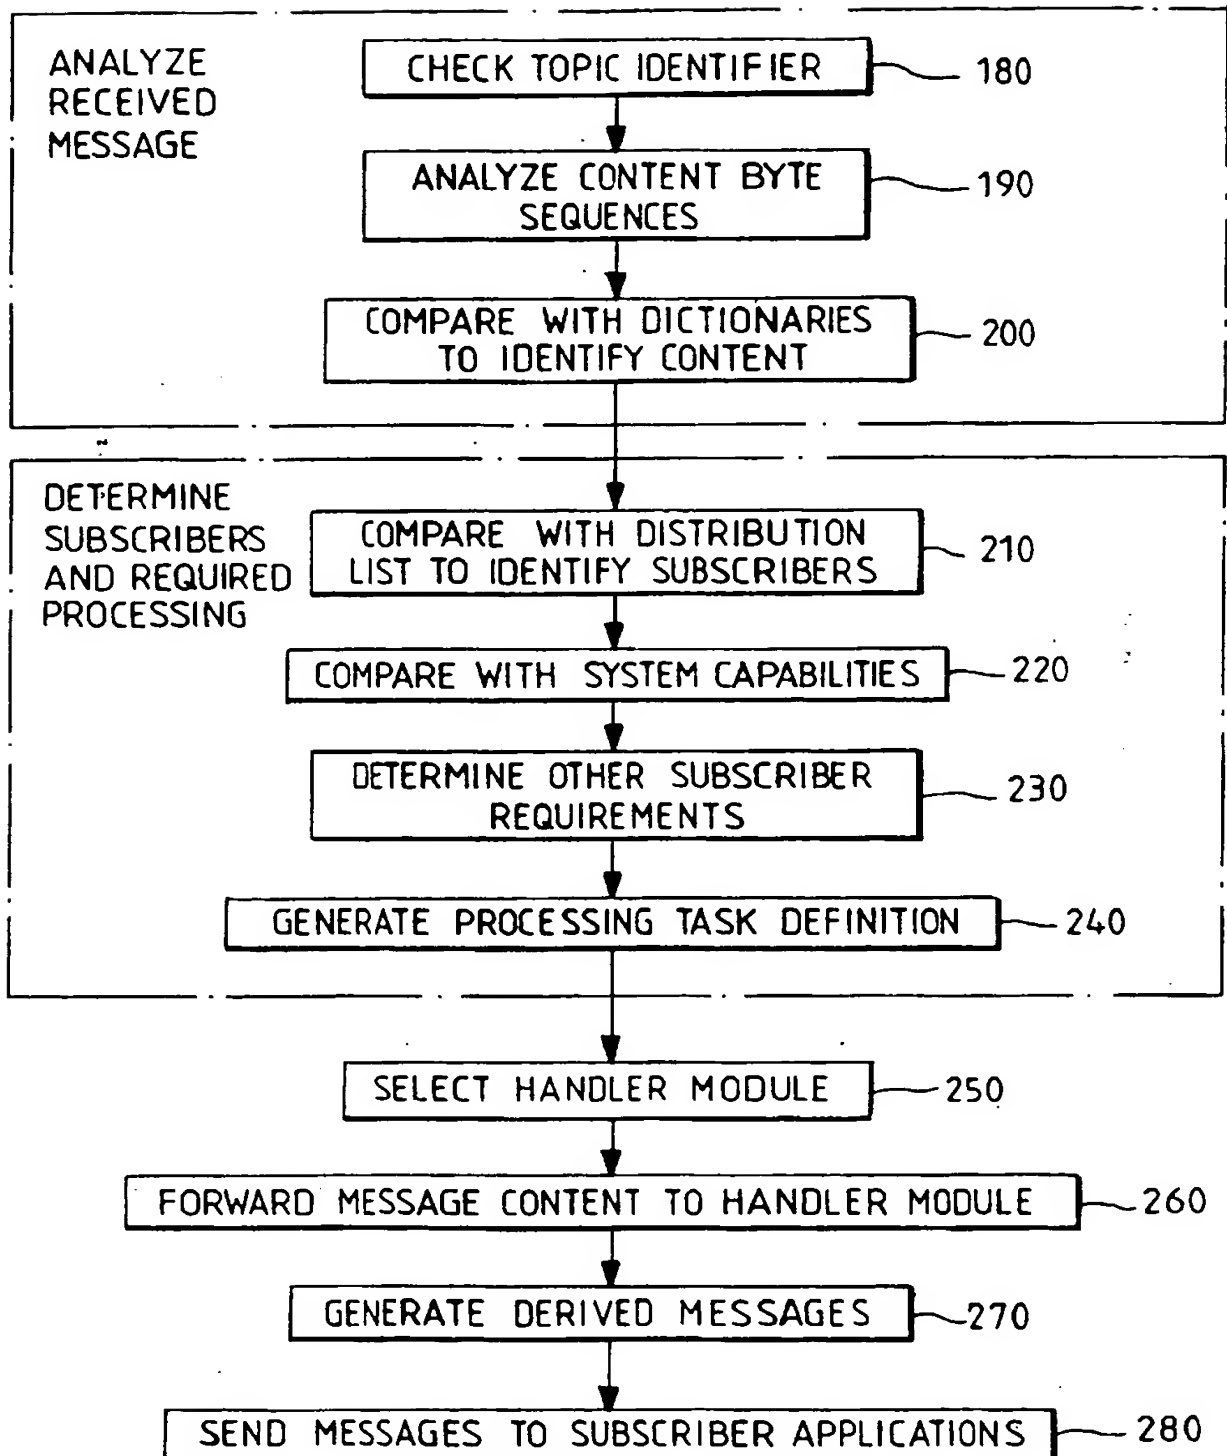 ANALYZE
RECEIVED
MESSAGE
CHECK TOPIC IDENTIFIER
180
ANALYZE CONTENT BYTE
SEQUENCES
190
COMPARE WITH DICTIONARIES
TO IDENTIFY CONTENT
200
DETERMINE
SUBSCRIBERS
AND REQUIRED
PROCESSING
COMPARE WITH DISTRIBUTION
LIST TO IDENTIFY SUBSCRIBERS
210
COMPARE WITH SYSTEM CAPABILITIES
220
DETERMINE OTHER SUBSCRIBER
REQUIREMENTS
230
GENERATE PROCESSING TASK DEFINITION
240
SELECT HANDLER MODULE
250
FORWARD MESSAGE CONTENT TO HANDLER MODULE
260
GENERATE DERIVED MESSAGES
270
SEND MESSAGES TO SUBSCRIBER APPLICATIONS
280